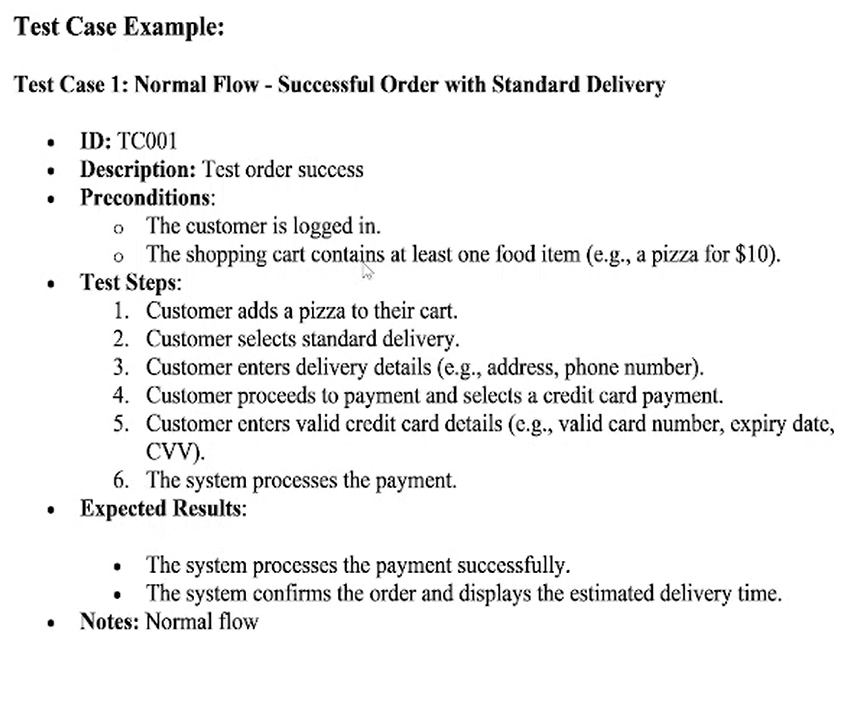 Test Case Example:
Test Case 1: Normal Flow - Successful Order with Standard Delivery
• ID: TC001
• Description: Test order success
• Preconditions:
o The customer is logged in.
o The shopping cart contains at least one food item (e.g., a pizza for $10).
• Test Steps:
1. Customer adds a pizza to their cart.
2. Customer selects standard delivery.
3. Customer enters delivery details (e.g., address, phone number).
4. Customer proceeds to payment and selects a credit card payment.
5. Customer enters valid credit card details (e.g., valid card number, expiry date,
CVV).
6. The system processes the payment.
• Expected Results:
• The system processes the payment successfully.
• The system confirms the order and displays the estimated delivery time.
• Notes: Normal flow